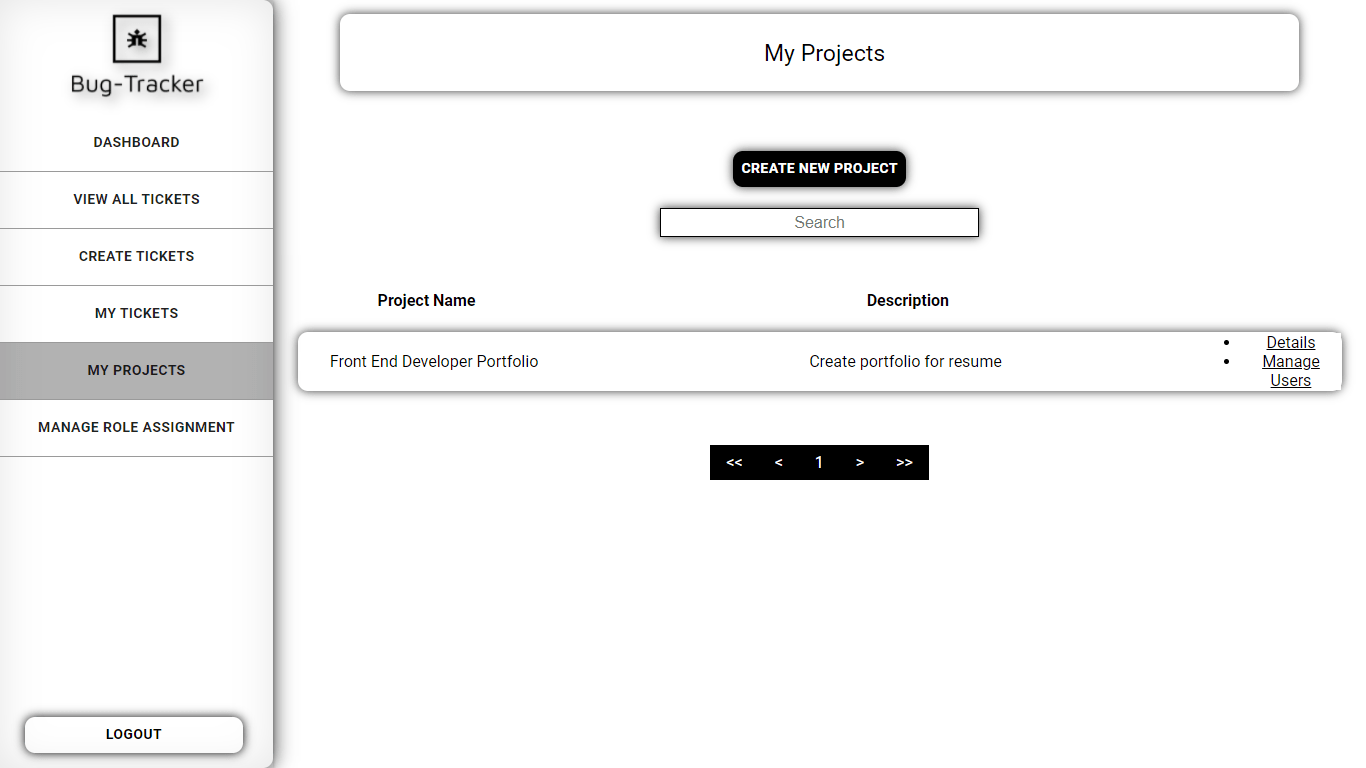 Bug-Tracker
DASHBOARD
VIEW ALL TICKETS
CREATE TICKETS
MY TICKETS
MY PROJECTS
MANAGE ROLE ASSIGNMENT
LOGOUT
My Projects
CREATE NEW PROJECT
Search
Project Name Description
Front End Developer Portfolio Create portfolio for resume
• Details
• Manage
Users
<< < 1 > >>